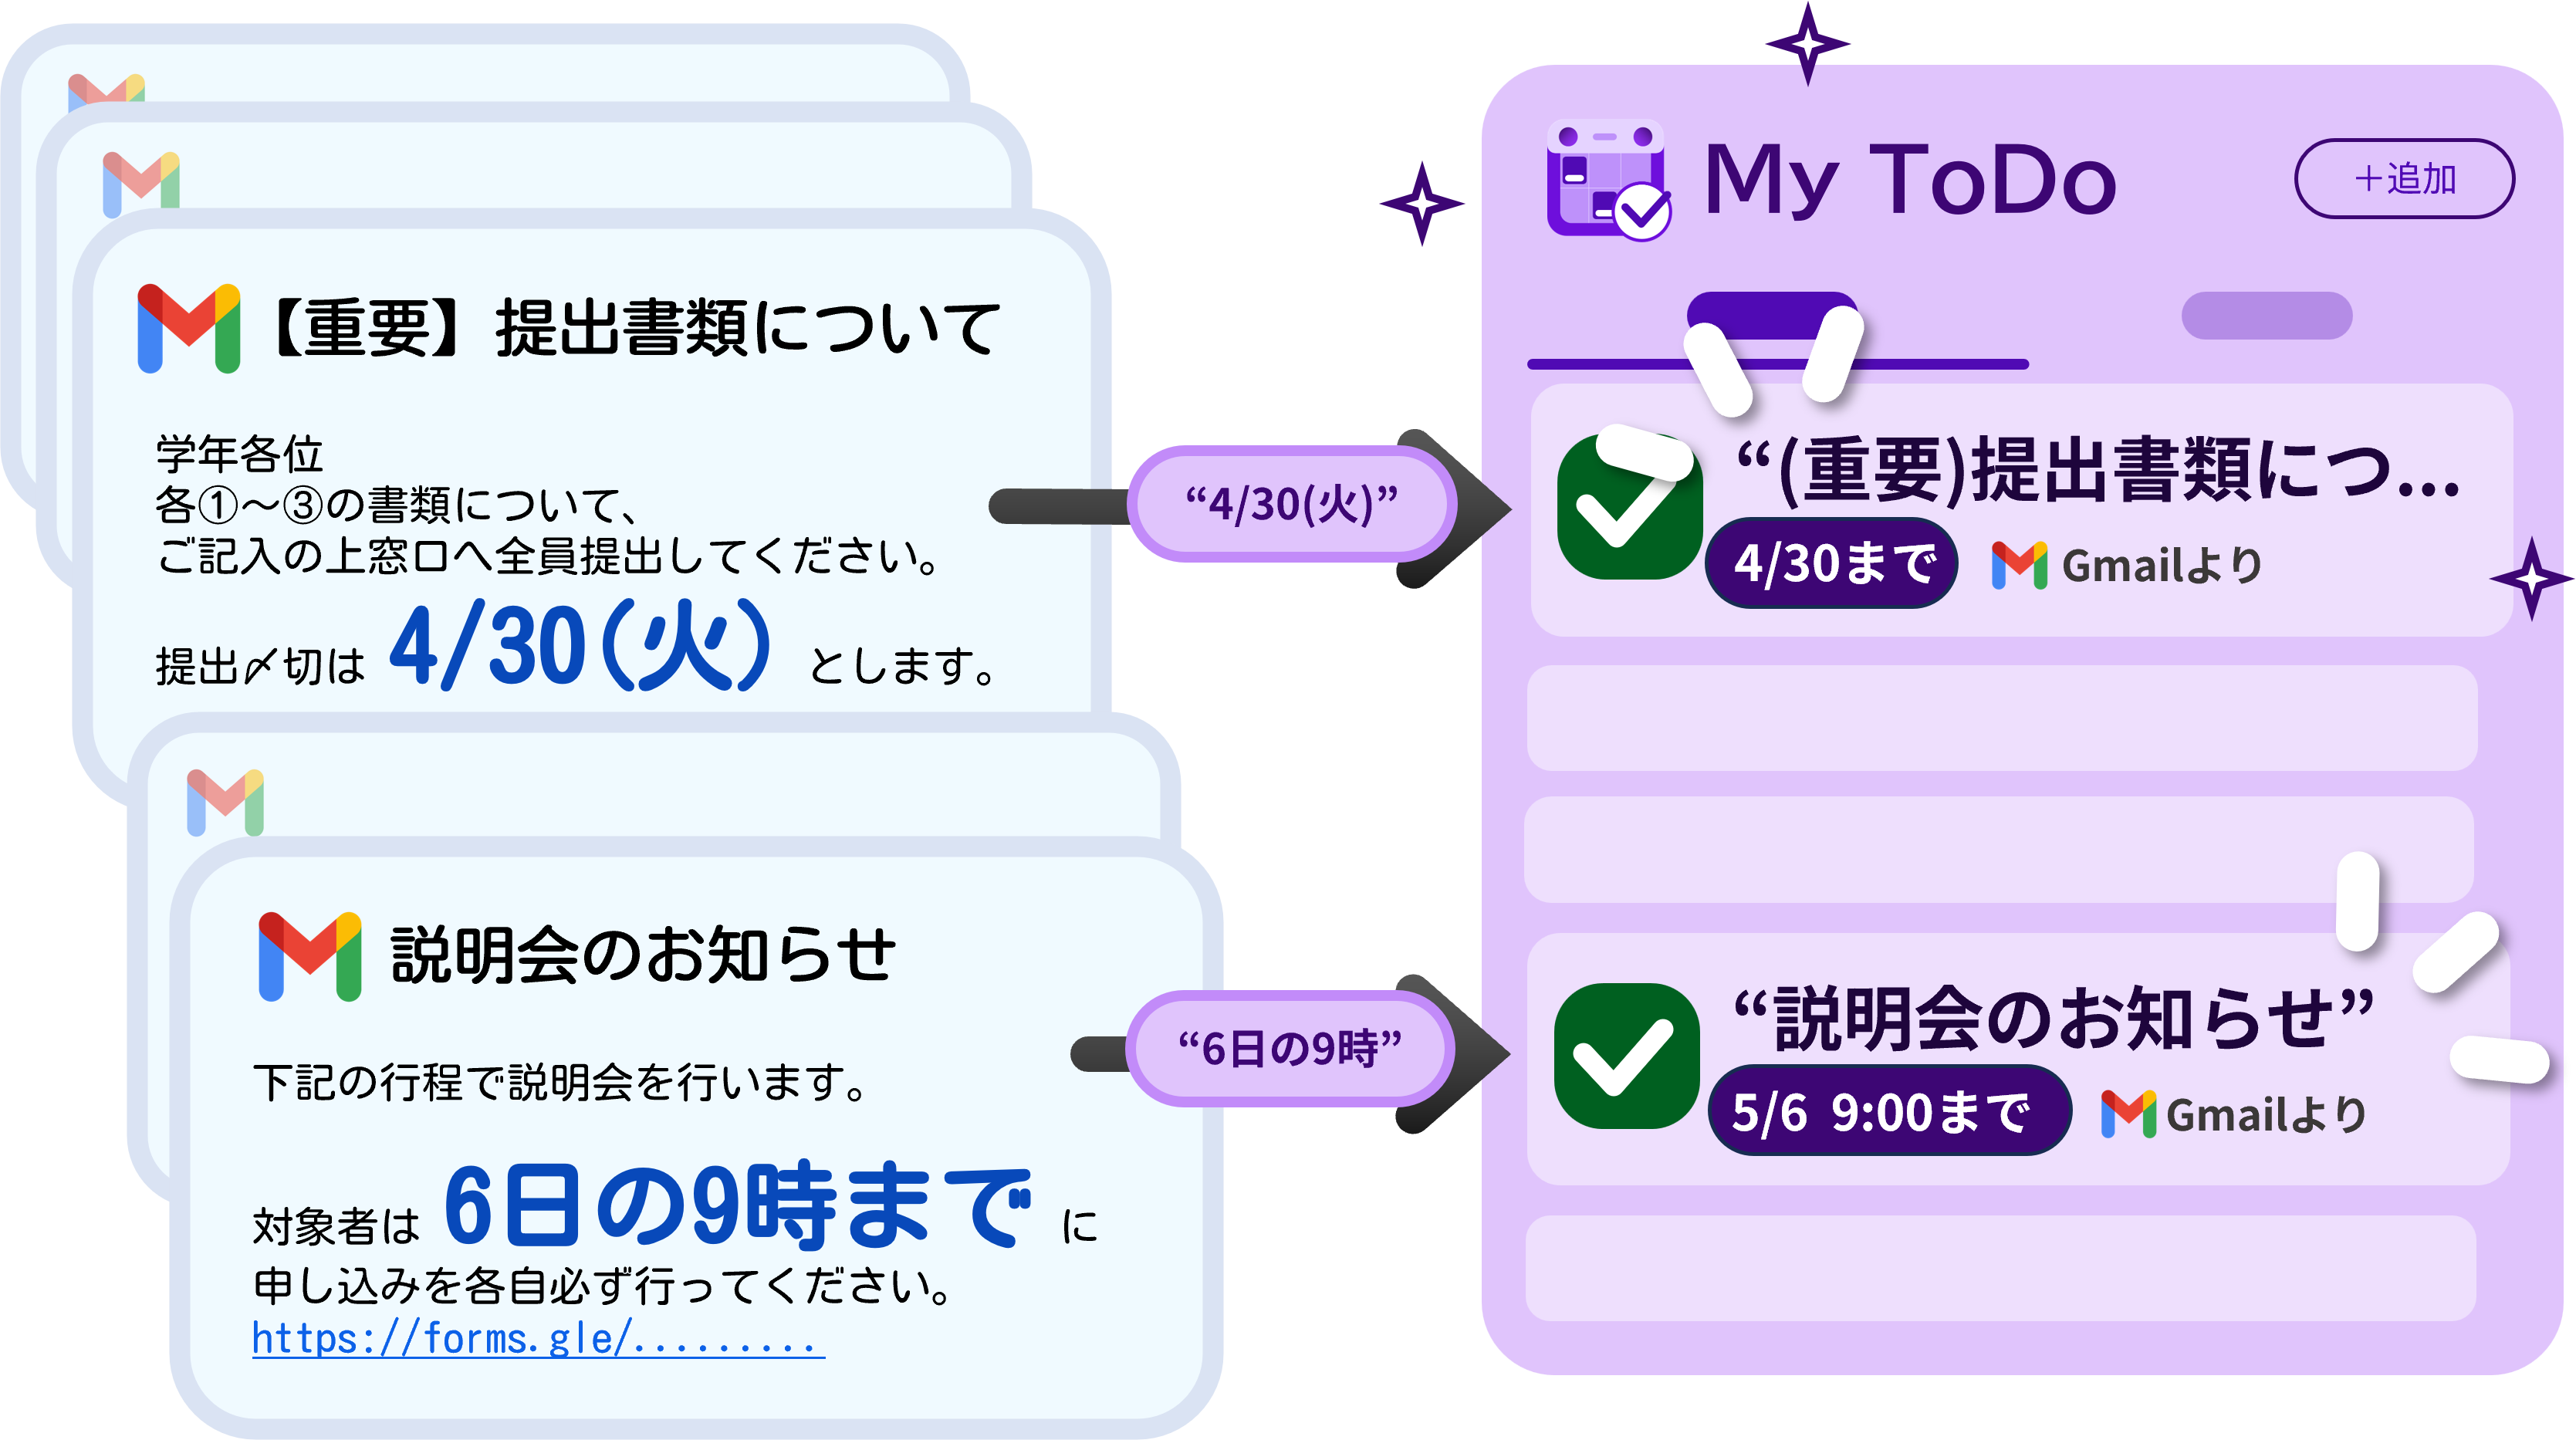 【重要】提出書類について
学年各位
各①～③の書類について、
ご記入の上窓口へ全員提出してください。
提出〆切は 4/30(火) とします。
説明会のお知らせ
下記の行程で説明会を行います。
対象者は 6日の9時まで に
申し込みを各自必ず行ってください。
https://forms.gle/.........
“4/30(火)”
“6日の9時”
My ToDo
＋追加
“(重要)提出書類につ...
4/30まで Gmailより
“説明会のお知らせ”
5/6 9:00まで Gmailより